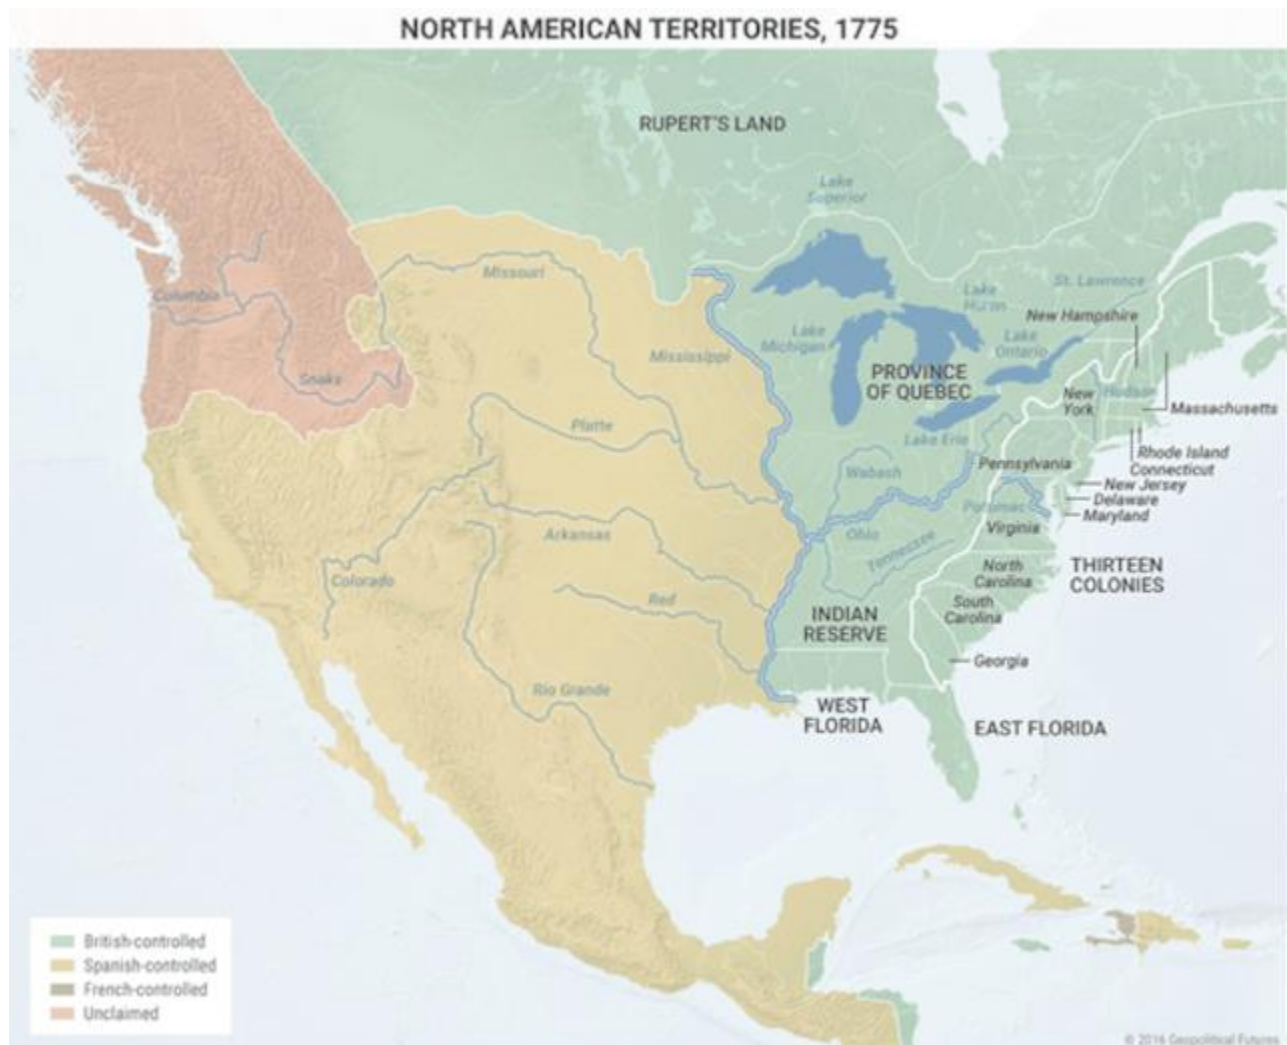 NORTH AMERICAN TERRITORIES, 1775
RUPERT'S LAND
Lake
Superior
Missouri
Lake
Huron
St. Lawrence
Columbia
New Hampshire
Lake
Michigan
Lake
Ontario
Mississippi
PROVINCE
OF QUEBEC
Snake
New
York
Hudson
Massachusetts
Platte
Lake Erie
Rhode Island
Connecticut
Wabash
Pennsylvania
New Jersey
Delaware
Maryland
Potomac
Virginia
Arkansas
Ohio
Tennessee
Colorado
North
Carolina
THIRTEEN
COLONIES
Red
South
Carolina
INDIAN
RESERVE
Georgia
Rio Grande
WEST
FLORIDA
EAST FLORIDA
British-controlled
Spanish-controlled
French-controlled
Unclaimed
© 2016 Geopolitical Futures